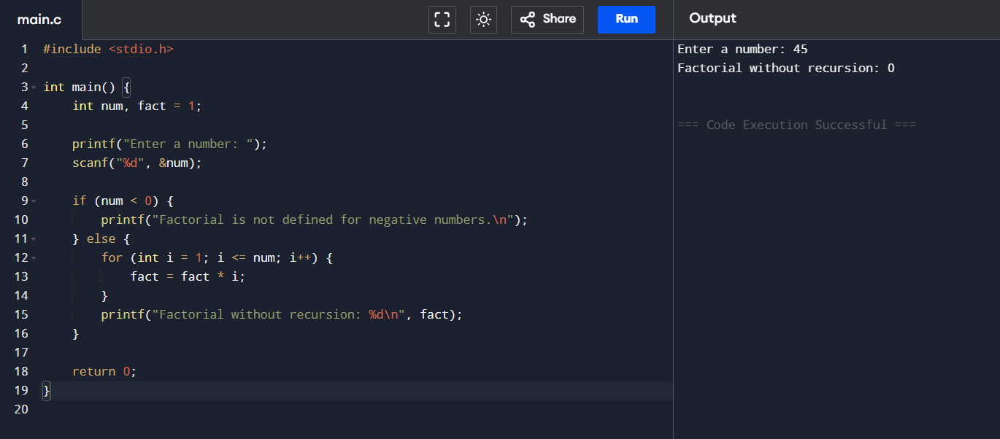 main.c
Share
Run
Output
1 #include <stdio.h>
2
3 int main() {
4     int num, fact = 1;
5
6     printf("Enter a number: ");
7     scanf("%d", &num);
8
9     if (num < 0) {
10         printf("Factorial is not defined for negative numbers.\n");
11     } else {
12         for (int i = 1; i <= num; i++) {
13             fact = fact * i;
14         }
15         printf("Factorial without recursion: %d\n", fact);
16     }
17
18     return 0;
19 }
20
Enter a number: 45
Factorial without recursion: 0
=== Code Execution Successful ===